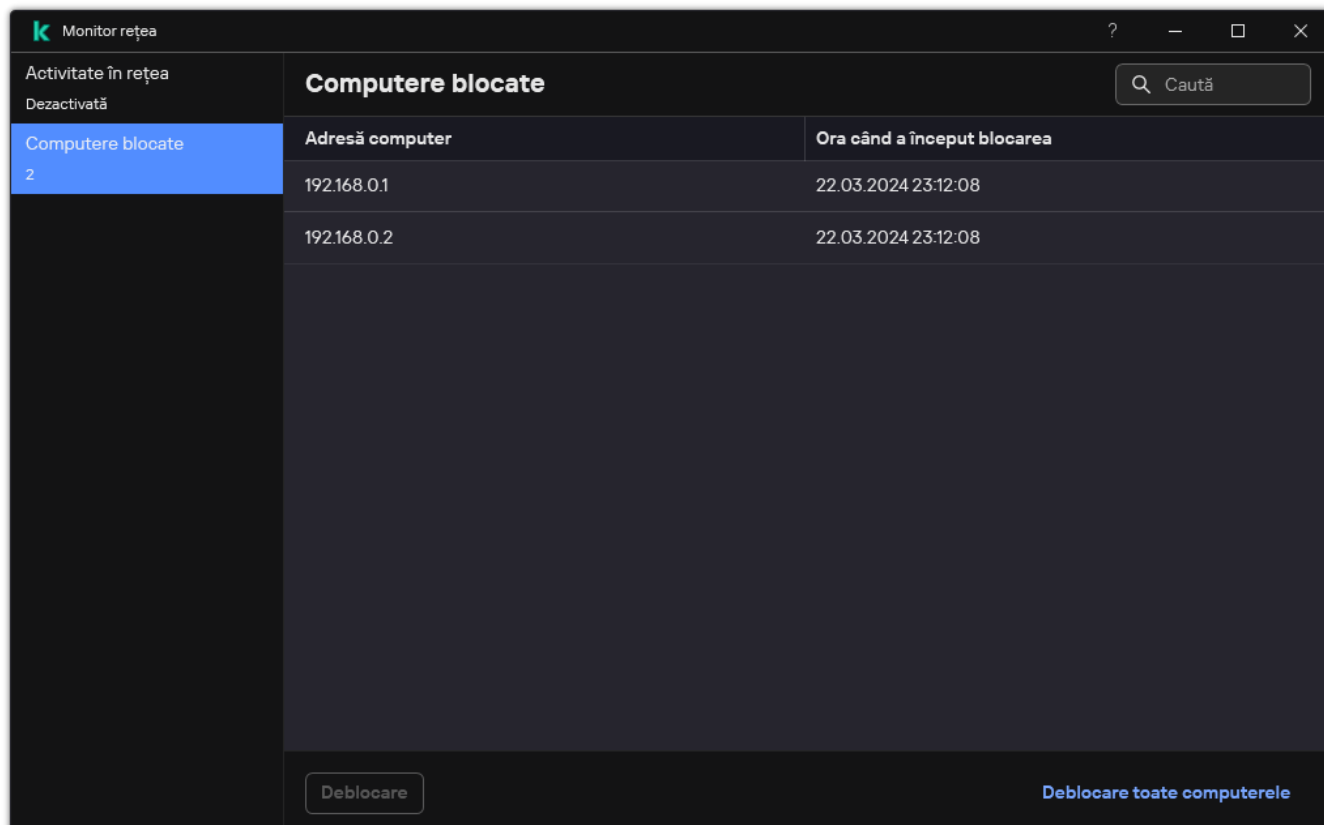 Monitor rețea
?
Activitate în rețea
Dezactivată
Computere blocate
2
Computere blocate
Caută
Adresă computer Ora când a început blocarea
192.168.0.1 22.03.2024 23:12:08
192.168.0.2 22.03.2024 23:12:08
Deblocare Deblocare toate computerele